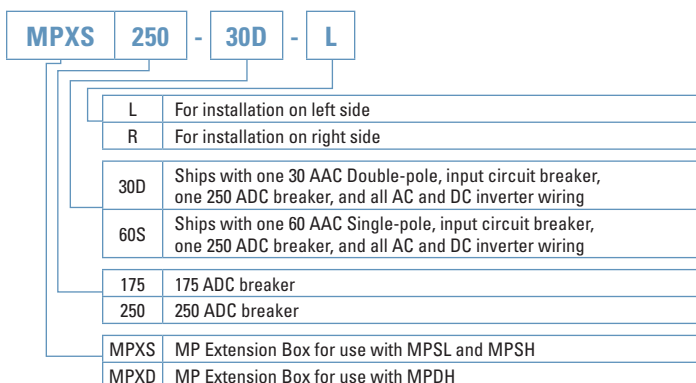 MPXS 250 - 30D - L
L For installation on left side
R For installation on right side
30D Ships with one 30 AAC Double-pole, input circuit breaker,
one 250 ADC breaker, and all AC and DC inverter wiring
60S Ships with one 60 AAC Single-pole, input circuit breaker,
one 250 ADC breaker, and all AC and DC inverter wiring
175 175 ADC breaker
250 250 ADC breaker
MPXS MP Extension Box for use with MPSL and MPSH
MPXD MP Extension Box for use with MPDH